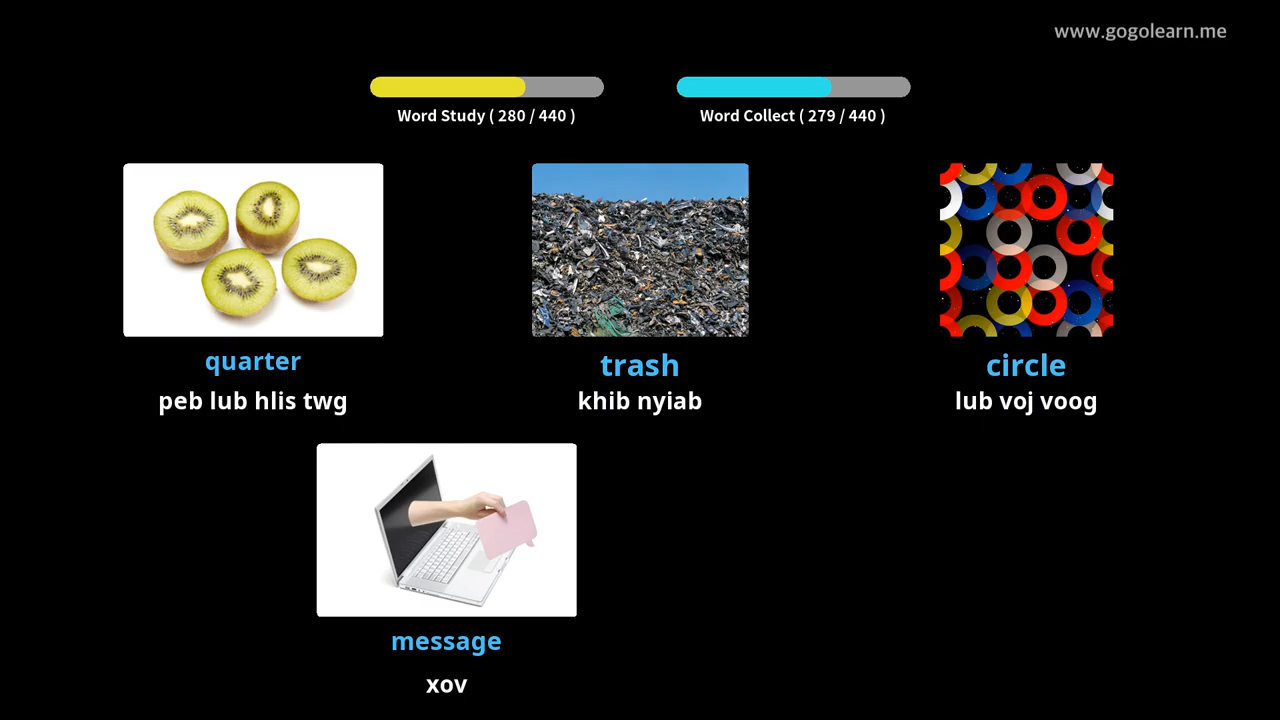 www.gogolearn.me
Word Study ( 280 / 440 )
Word Collect ( 279 / 440 )
quarter
peb lub hlis twg
trash
khib nyiab
circle
lub voj voog
message
xov